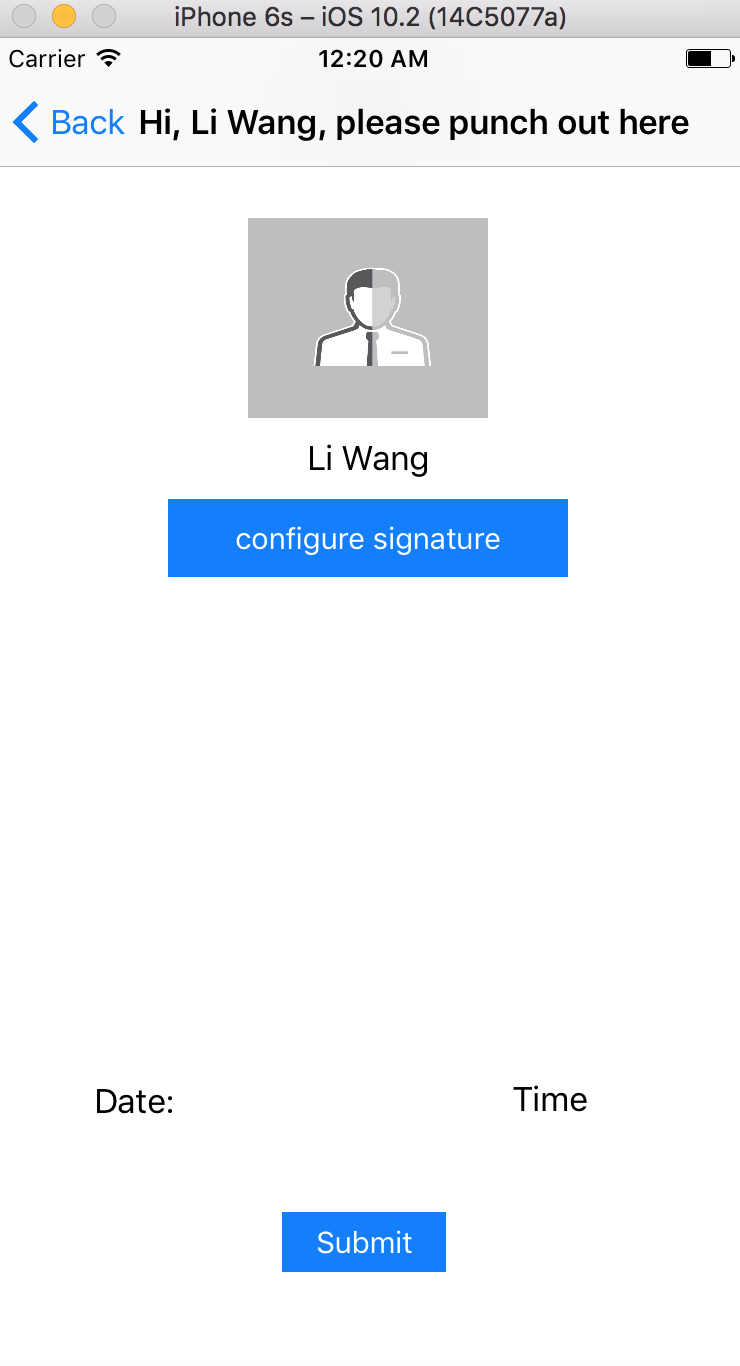 iPhone 6s – iOS 10.2 (14C5077a)
Carrier 12:20 AM
Back Hi, Li Wang, please punch out here
Li Wang
configure signature
Date: Time
Submit